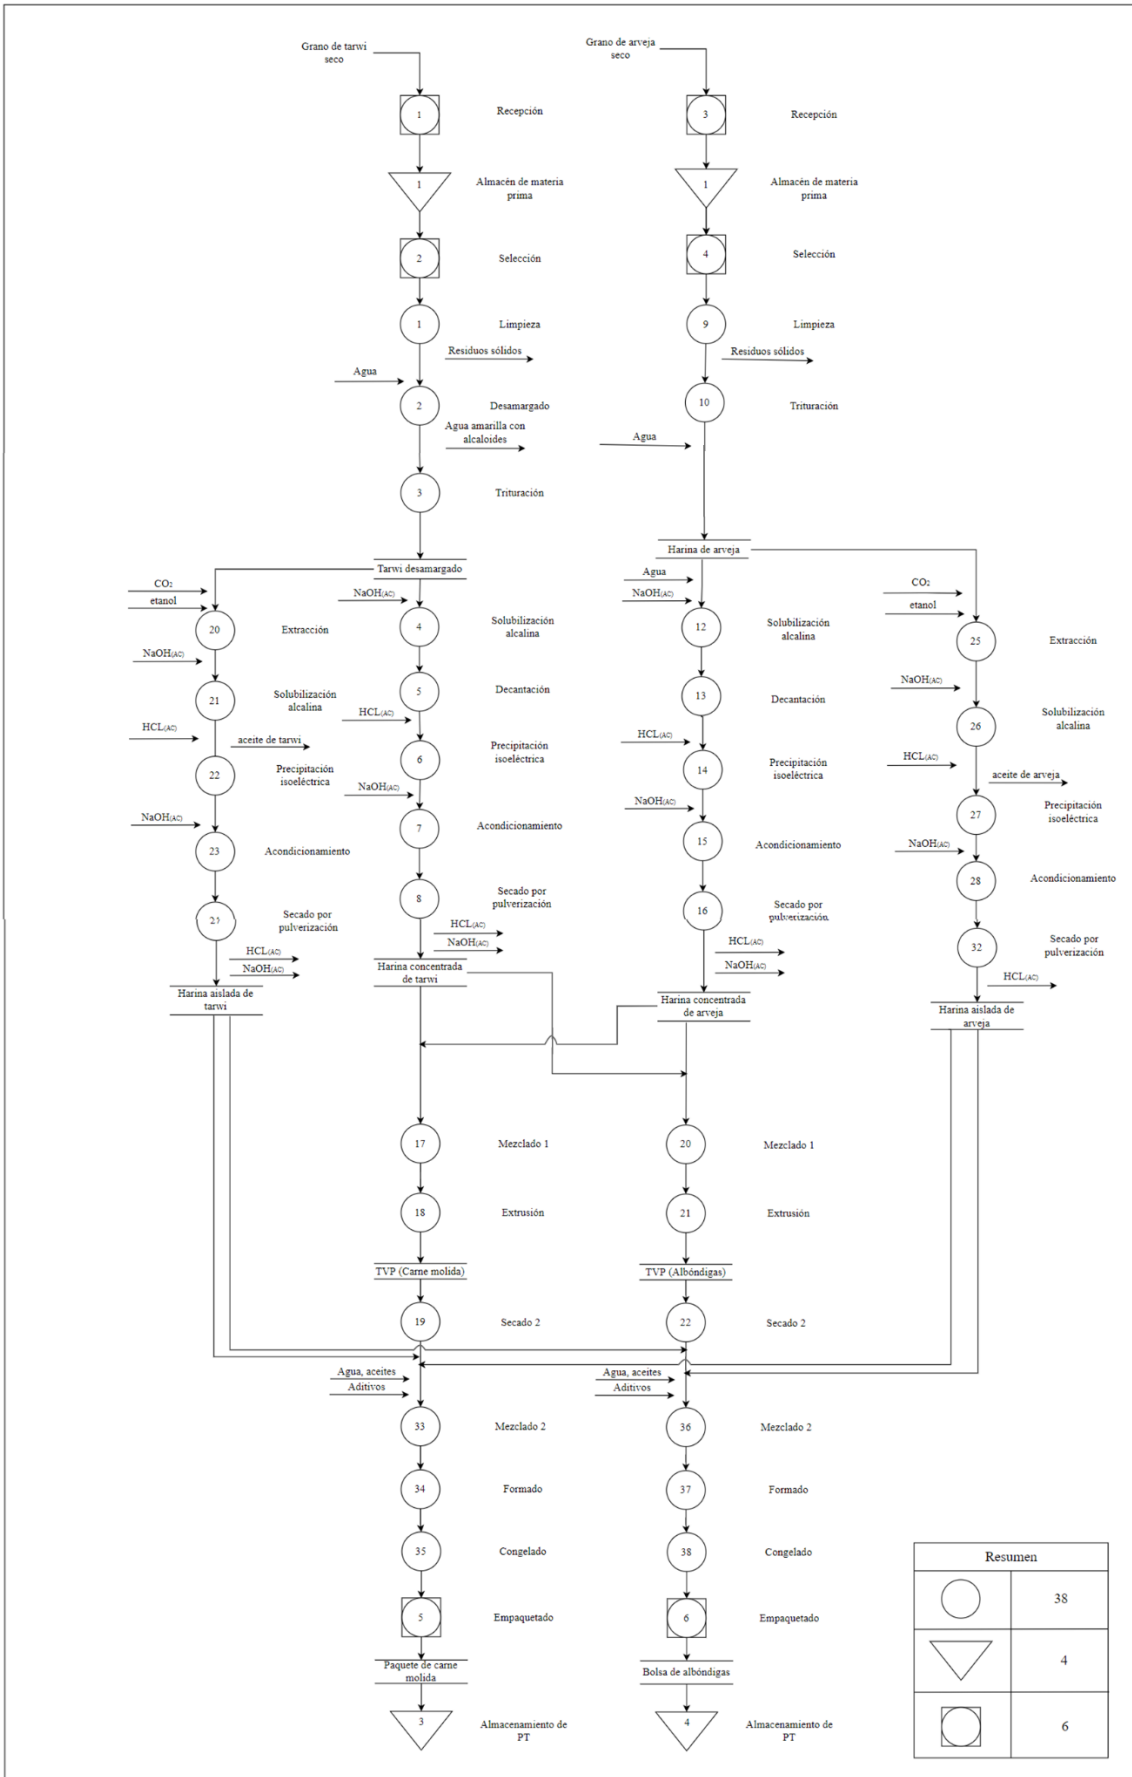 Grano de tarwi
seco
Grano de arveja
seco
1
Recepción
3
Recepción
1
Almacén de materia
prima
1
Almacén de materia
prima
2
Selección
4
Selección
1
Limpieza
9
Limpieza
Residuos sólidos
Residuos sólidos
Agua
2
Desamargado
10
Trituración
Agua amarilla con
alcaloides
Agua
3
Trituración
Harina de arveja
Tarwi desamargado
Agua
CO₂
etanol
NaOH(AC)
NaOH(AC)
CO₂
etanol
20
Extracción
4
Solubilización
alcalina
12
Solubilización
alcalina
25
Extracción
NaOH(AC)
NaOH(AC)
21
Solubilización
alcalina
5
Decantación
13
Decantación
26
Solubilización
alcalina
HCL(AC)
HCL(AC)
HCL(AC)
HCL(AC)
aceite de tarwi
aceite de arveja
22
Precipitación
isoeléctrica
6
Precipitación
isoeléctrica
14
Precipitación
isoeléctrica
27
Precipitación
isoeléctrica
NaOH(AC)
NaOH(AC)
NaOH(AC)
NaOH(AC)
23
Acondicionamiento
7
Acondicionamiento
15
Acondicionamiento
28
Acondicionamiento
Secado por
pulverización
8
Secado por
pulverización
16
Secado por
pulverización
32
Secado por
pulverización
HCL(AC)
NaOH(AC)
HCL(AC)
NaOH(AC)
HCL(AC)
NaOH(AC)
HCL(AC)
Harina aislada de
tarwi
Harina concentrada
de tarwi
Harina concentrada
de arveja
Harina aislada de
arveja
17
Mezclado 1
20
Mezclado 1
18
Extrusión
21
Extrusión
TVP (Carne molida)
TVP (Albóndigas)
19
Secado 2
22
Secado 2
Agua, aceites
Aditivos
Agua, aceites
Aditivos
33
Mezclado 2
36
Mezclado 2
34
Formado
37
Formado
35
Congelado
38
Congelado
5
Empaquetado
6
Empaquetado
Paquete de carne
molida
Bolsa de albóndigas
3
Almacenamiento de
PT
4
Almacenamiento de
PT
Resumen
38
4
6